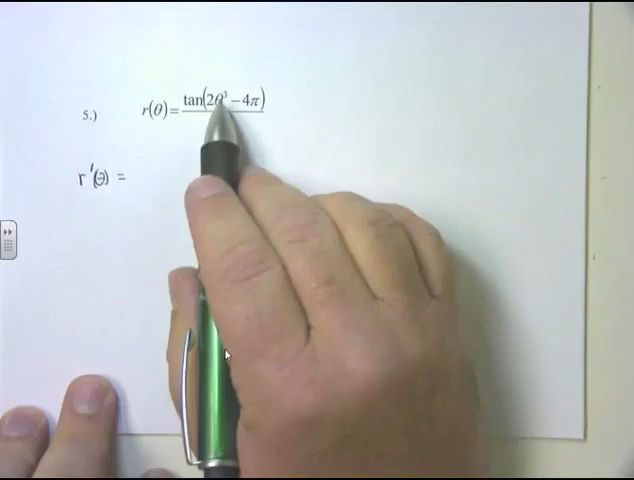 5.) r(θ)= tan(2θ³ – 4π)
r'(θ) =